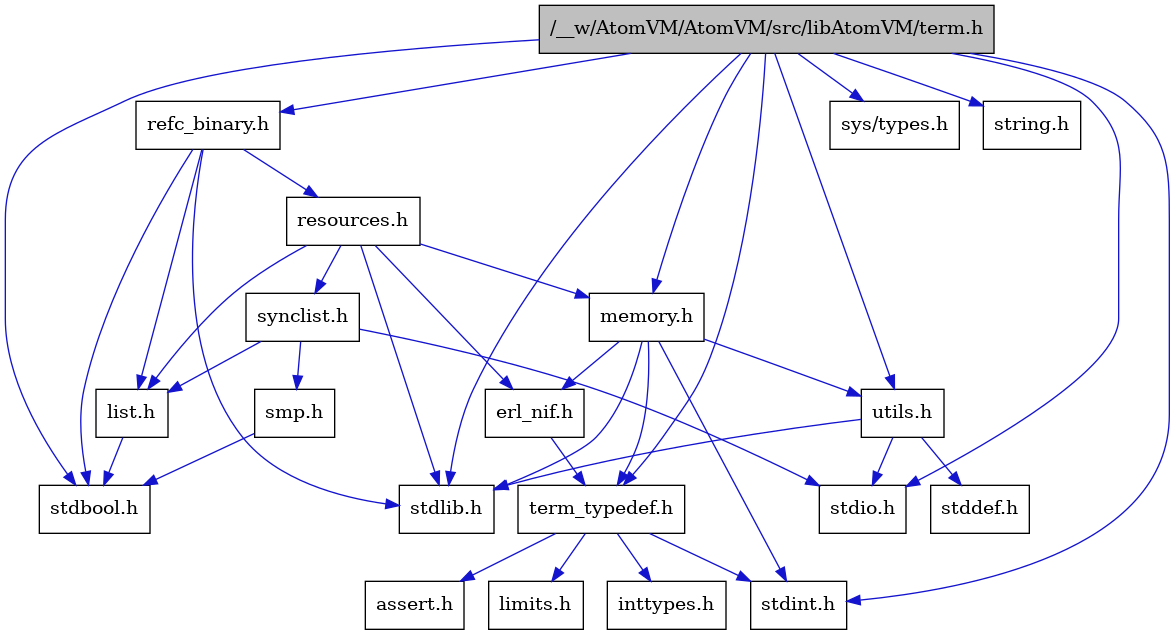 /__w/AtomVM/AtomVM/src/libAtomVM/term.h
refc_binary.h
sys/types.h
string.h
resources.h
synclist.h
memory.h
list.h
smp.h
erl_nif.h
utils.h
stdbool.h
stdlib.h
term_typedef.h
stdio.h
stddef.h
assert.h
limits.h
inttypes.h
stdint.h